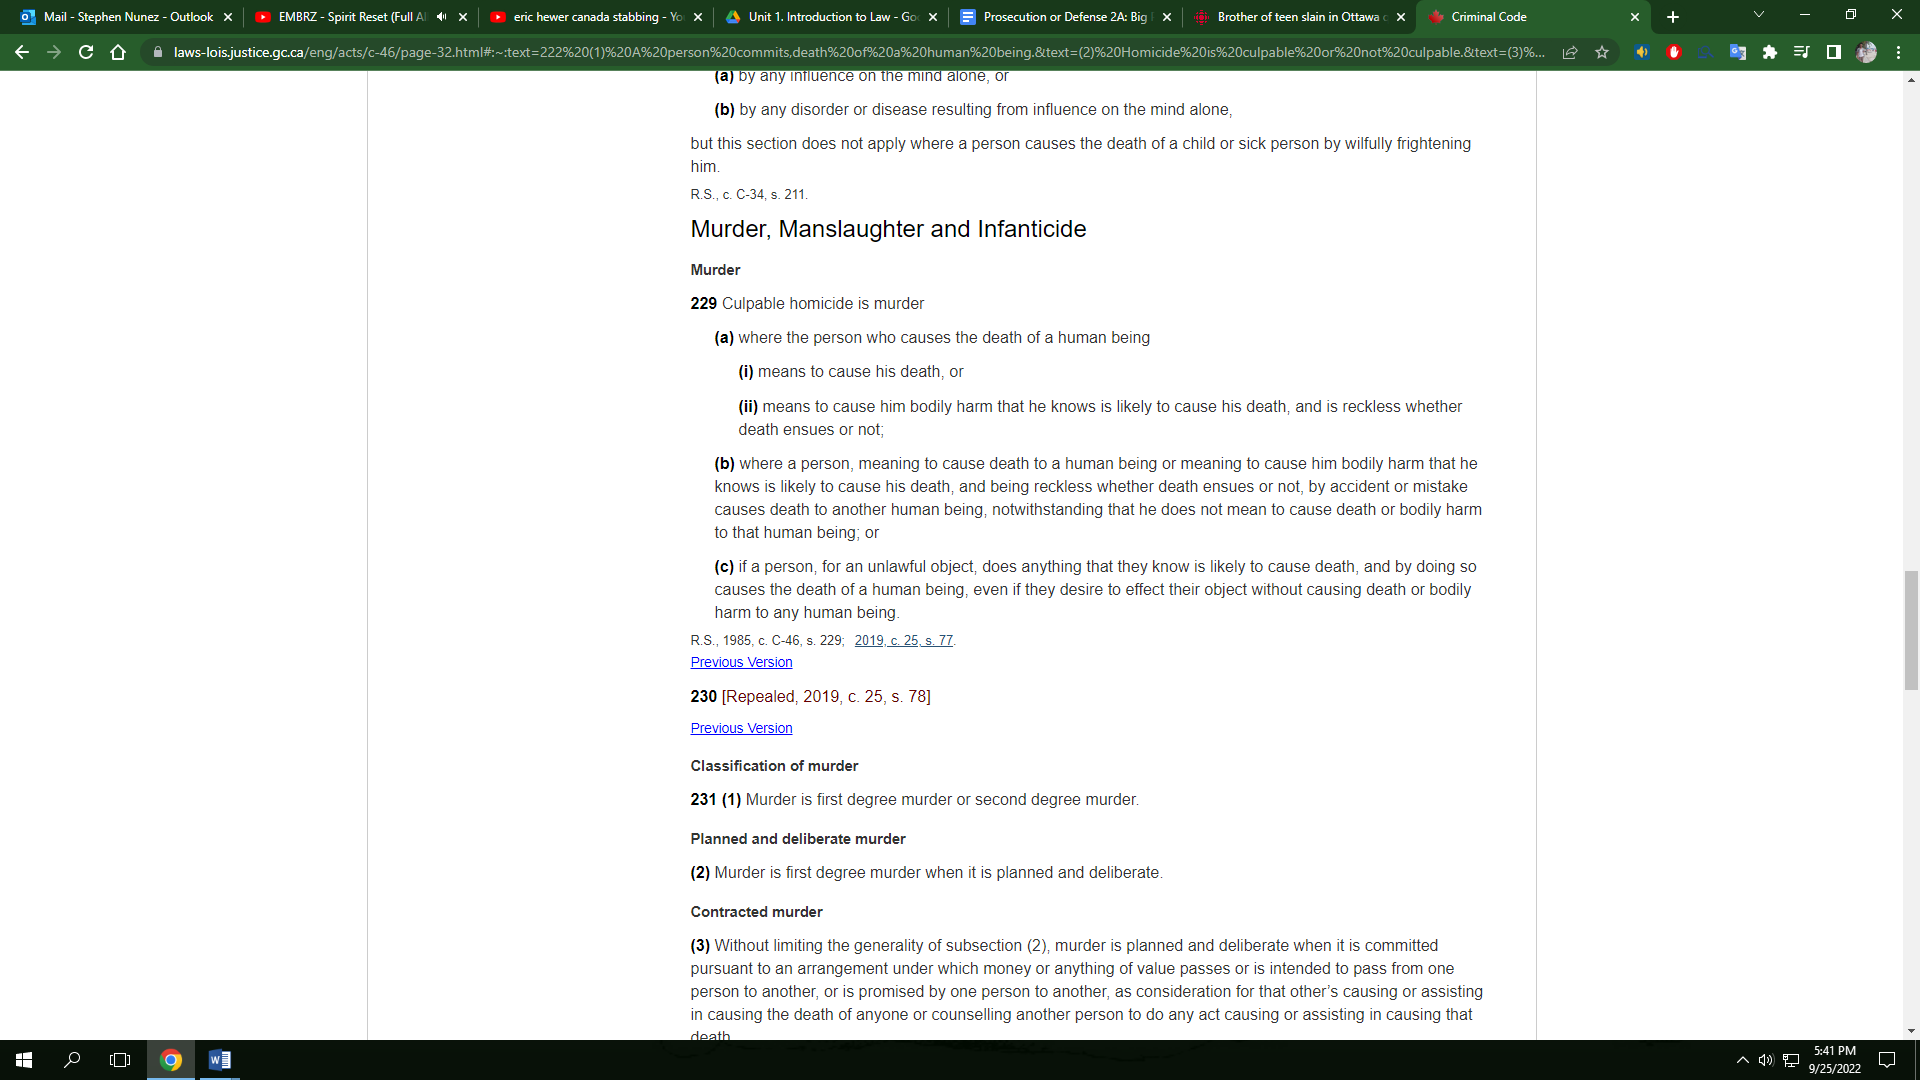 Mail - Stephen Nunez - Outlook
EMBRZ - Spirit Reset (Full Al
eric hewer canada stabbing - Yo
Unit 1. Introduction to Law - Go
Prosecution or Defense 2A: Big
Brother of teen slain in Ottawa
Criminal Code
laws-lois.justice.gc.ca/eng/acts/c-46/page-32.html#:~:text=222%20(1)%20A%20person%20commits,death%20of%20a%20human%20being.&text=(2)%20Homicide%20is%20culpable%20or%20not%20culpable.&text=(3)%...
(a) by any influence on the mind alone, or
(b) by any disorder or disease resulting from influence on the mind alone,
but this section does not apply where a person causes the death of a child or sick person by wilfully frightening
him.
R.S., c. C-34, s. 211.
Murder, Manslaughter and Infanticide
Murder
229 Culpable homicide is murder
(a) where the person who causes the death of a human being
(i) means to cause his death, or
(ii) means to cause him bodily harm that he knows is likely to cause his death, and is reckless whether
death ensues or not;
(b) where a person, meaning to cause death to a human being or meaning to cause him bodily harm that he
knows is likely to cause his death, and being reckless whether death ensues or not, by accident or mistake
causes death to another human being, notwithstanding that he does not mean to cause death or bodily harm
to that human being; or
(c) if a person, for an unlawful object, does anything that they know is likely to cause death, and by doing so
causes the death of a human being, even if they desire to effect their object without causing death or bodily
harm to any human being.
R.S., 1985, c. C-46, s. 229; 2019, c. 25, s. 77.
Previous Version
230 [Repealed, 2019, c. 25, s. 78]
Previous Version
Classification of murder
231 (1) Murder is first degree murder or second degree murder.
Planned and deliberate murder
(2) Murder is first degree murder when it is planned and deliberate.
Contracted murder
(3) Without limiting the generality of subsection (2), murder is planned and deliberate when it is committed
pursuant to an arrangement under which money or anything of value passes or is intended to pass from one
person to another, or is promised by one person to another, as consideration for that other's causing or assisting
in causing the death of anyone or counselling another person to do any act causing or assisting in causing that
death
5:41 PM
9/25/2022